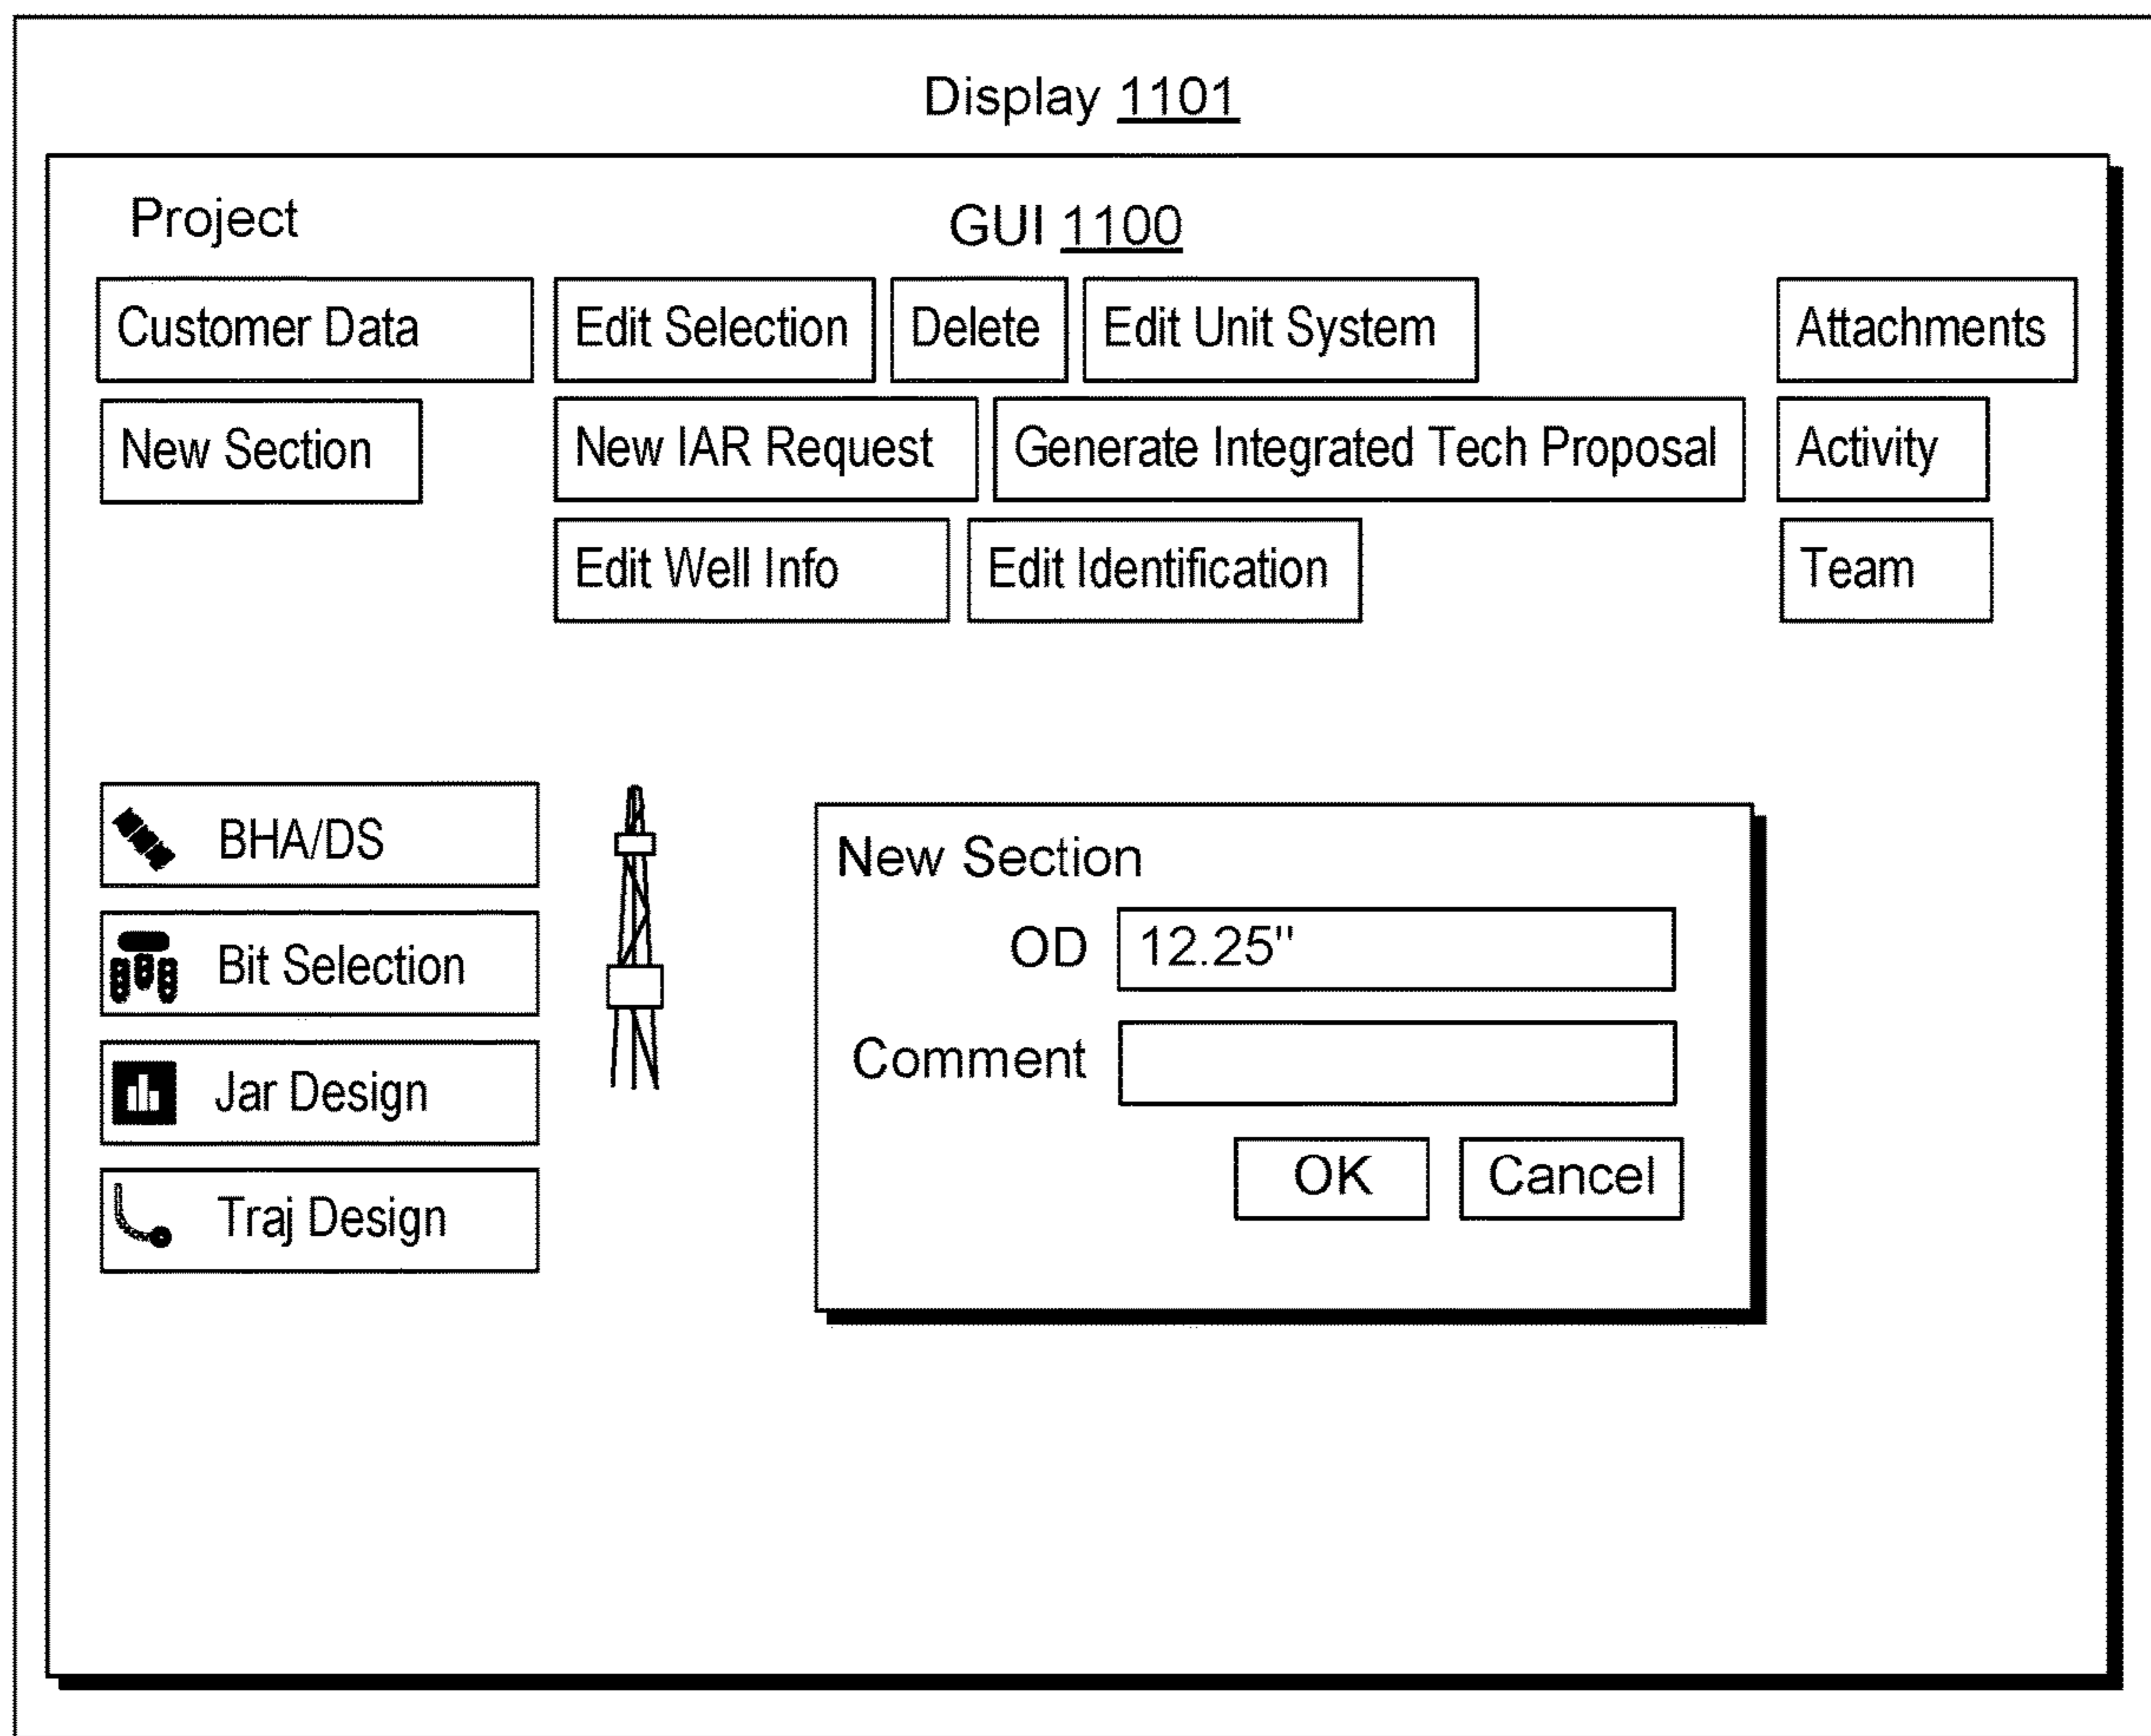 Display 1101
Project
GUI 1100
Customer Data
Edit Selection
Delete
Edit Unit System
Attachments
New Section
New IAR Request
Generate Integrated Tech Proposal
Activity
Edit Well Info
Edit Identification
Team
BHA/DS
Bit Selection
Jar Design
Traj Design
New Section
OD 12.25"
Comment
OK
Cancel